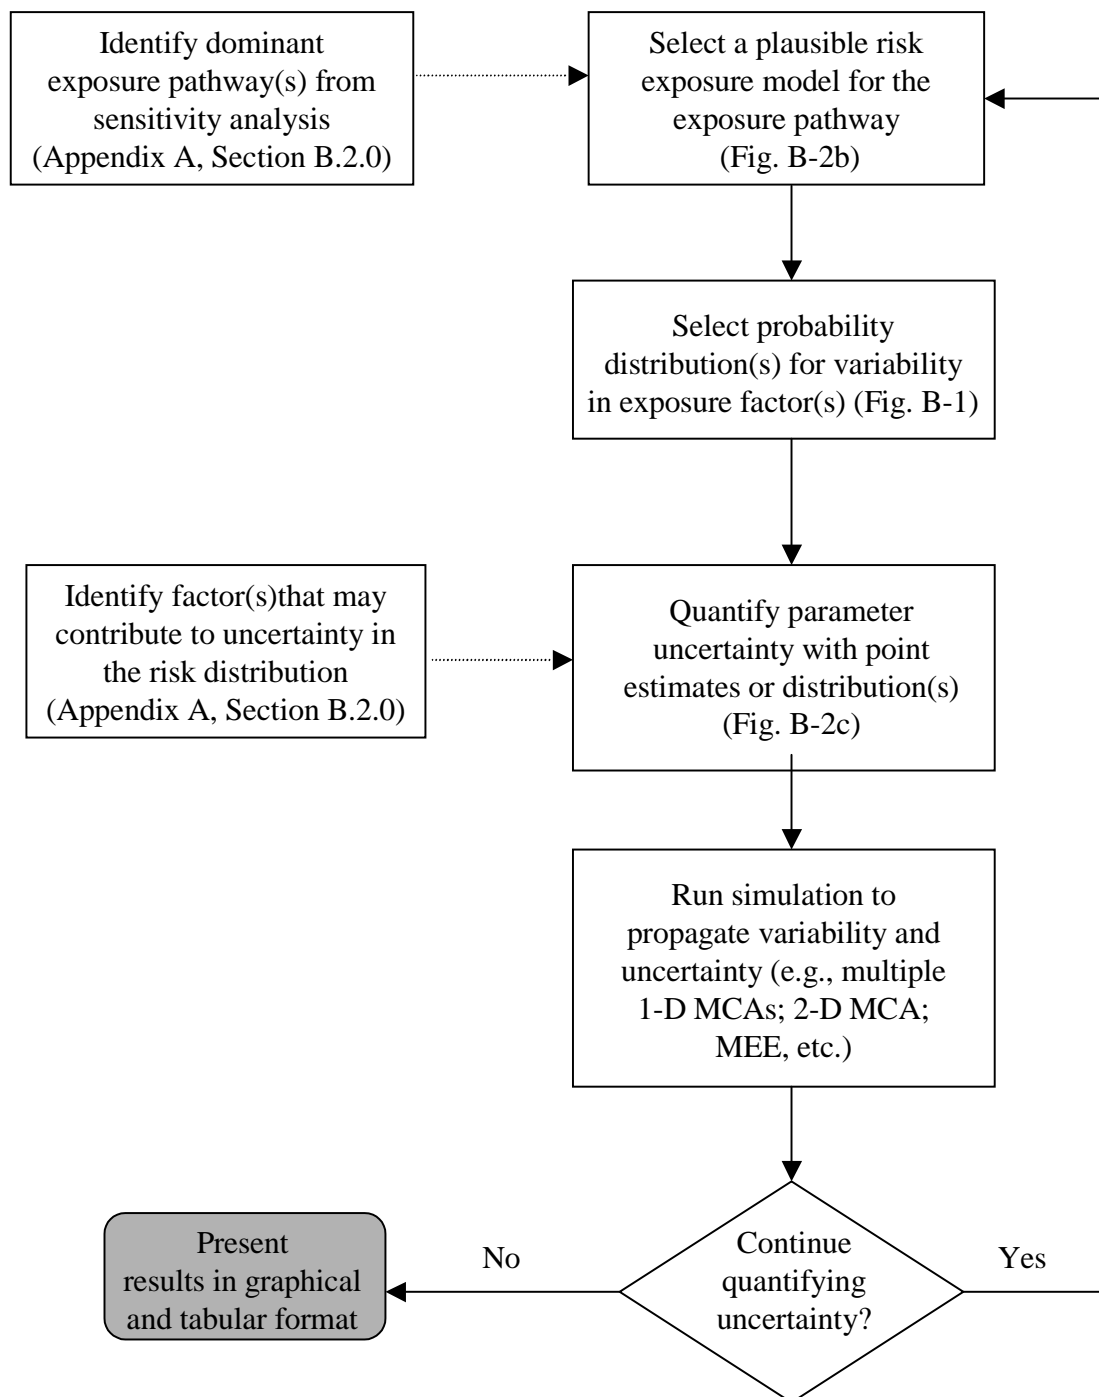 Identify dominant
exposure pathway(s) from
sensitivity analysis
(Appendix A, Section B.2.0)
Select a plausible risk
exposure model for the
exposure pathway
(Fig. B-2b)
Select probability
distribution(s) for variability
in exposure factor(s) (Fig. B-1)
Identify factor(s)that may
contribute to uncertainty in
the risk distribution
(Appendix A, Section B.2.0)
Quantify parameter
uncertainty with point
estimates or distribution(s)
(Fig. B-2c)
Run simulation to
propagate variability and
uncertainty (e.g., multiple
1-D MCAs; 2-D MCA;
MEE, etc.)
Continue
quantifying
uncertainty?
No
Yes
Present
results in graphical
and tabular format